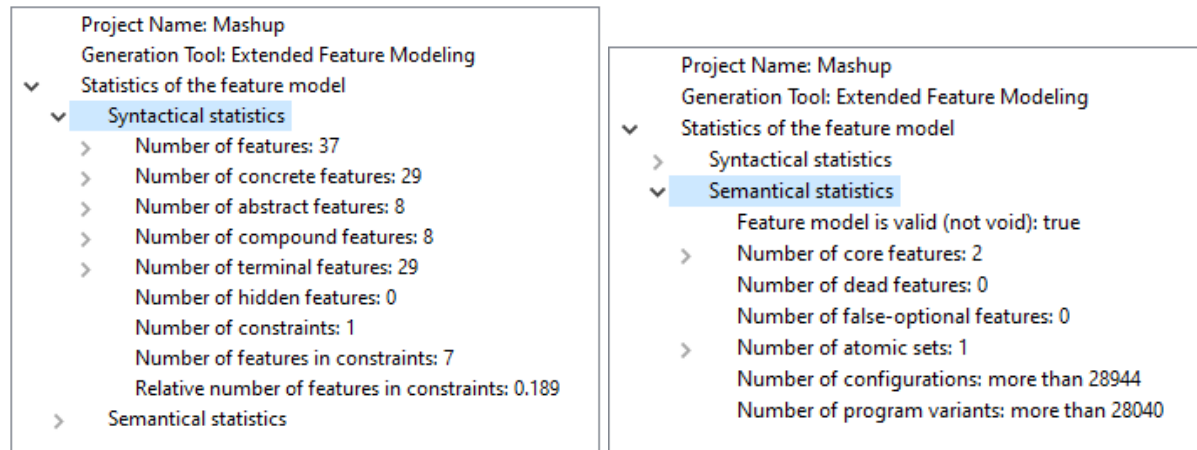 Project Name: Mashup
Generation Tool: Extended Feature Modeling
Statistics of the feature model
Syntactical statistics
Number of features: 37
Number of concrete features: 29
Number of abstract features: 8
Number of compound features: 8
Number of terminal features: 29
Number of hidden features: 0
Number of constraints: 1
Number of features in constraints: 7
Relative number of features in constraints: 0.189
Semantical statistics
Project Name: Mashup
Generation Tool: Extended Feature Modeling
Statistics of the feature model
Syntactical statistics
Semantical statistics
Feature model is valid (not void): true
Number of core features: 2
Number of dead features: 0
Number of false-optional features: 0
Number of atomic sets: 1
Number of configurations: more than 28944
Number of program variants: more than 28040